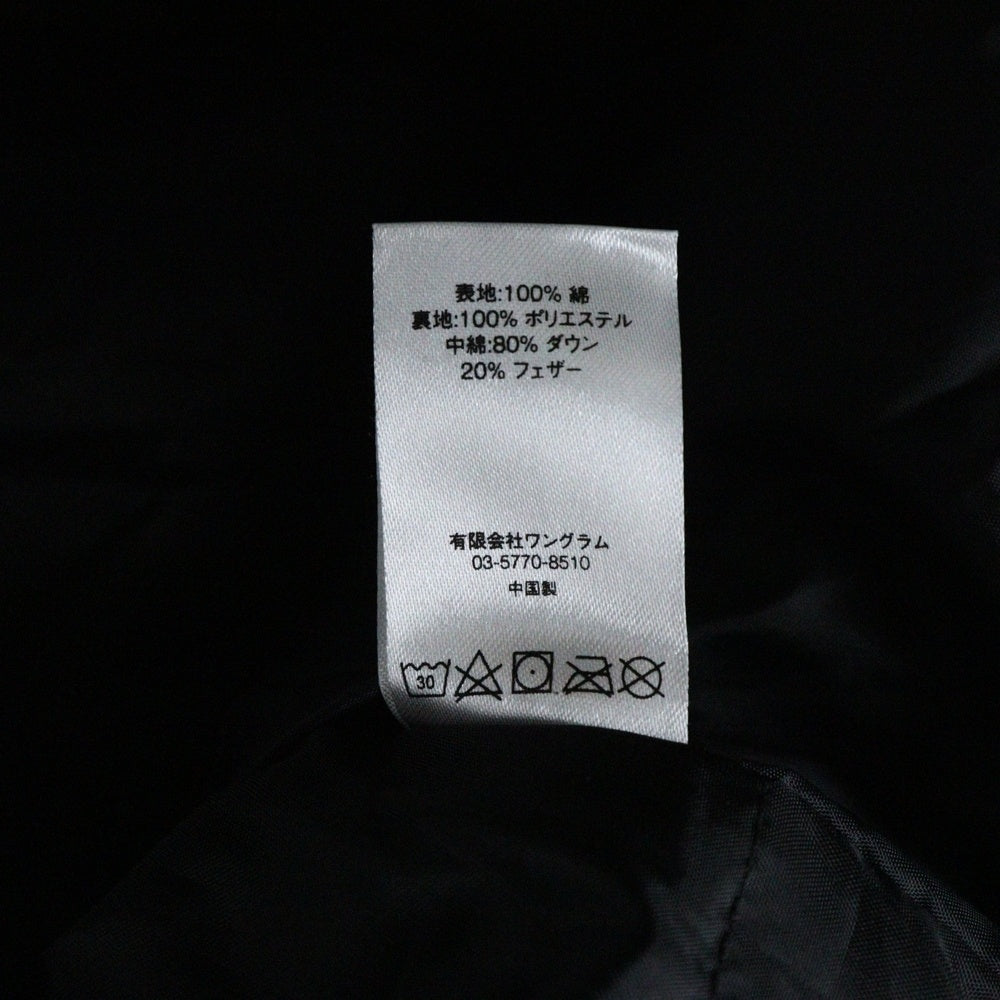 表地:100% 綿
裏地:100% ポリエステル
中綿:80% ダウン
20% フェザー
有限会社ワングラム
03-5770-8510
中国製
30